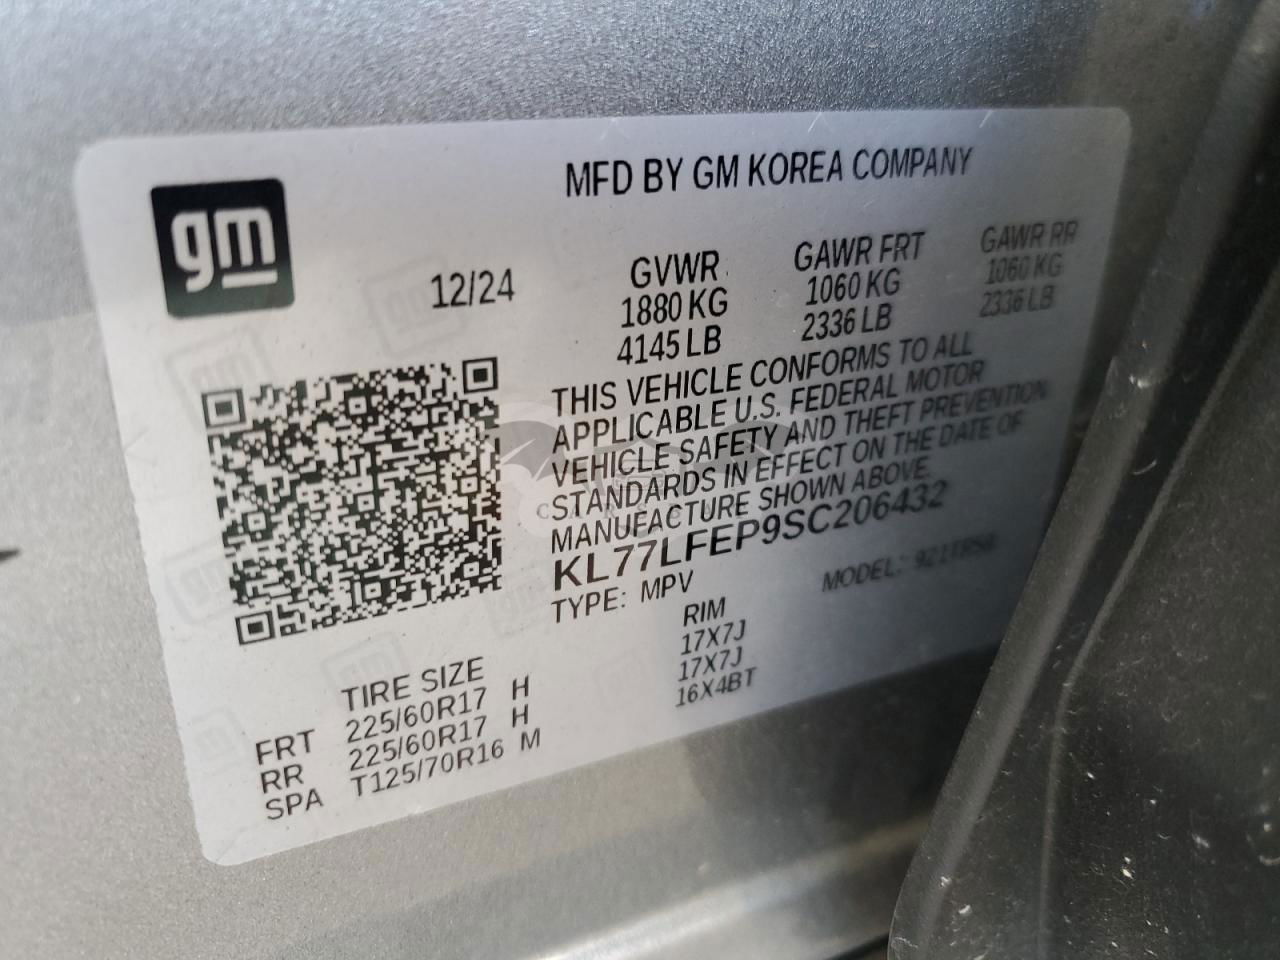 gm
MFD BY GM KOREA COMPANY
12/24
GVWR GAWR FRT GAWR RR
1880 KG 1060 KG 1060 KG
4145 LB 2336 LB 2336 LB
THIS VEHICLE CONFORMS TO ALL
APPLICABLE U.S. FEDERAL MOTOR
VEHICLE SAFETY AND THEFT PREVENTION
STANDARDS IN EFFECT ON THE DATE OF
MANUFACTURE SHOWN ABOVE.
KL77LFEP9SC206432
TYPE: MPV MODEL:
TIRE SIZE RIM
FRT 225/60R17 H 17X7J
RR 225/60R17 H 17X7J
SPA T125/70R16 M 16X4BT